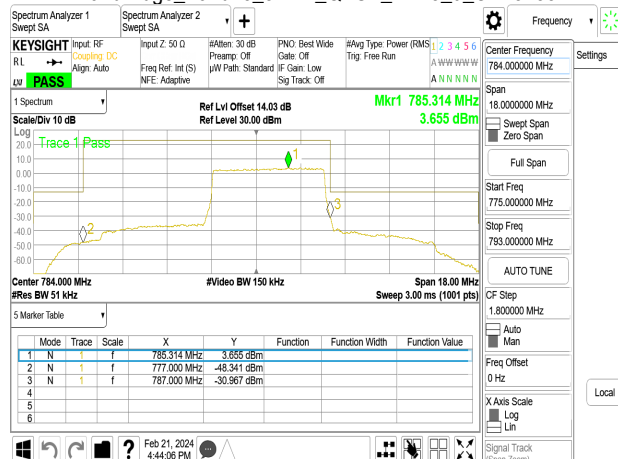 Spectrum Analyzer 1
Swept SA
Spectrum Analyzer 2
Swept SA
+
Frequency
KEYSIGHT
RL
LXI PASS
Input: RF
Coupling: DC
Align: Auto
Input Z: 50 Ω
Freq Ref: Int (S)
NFE: Adaptive
#Atten: 30 dB
Preamp: Off
µW Path: Standard
PNO: Best Wide
Gate: Off
IF Gain: Low
Sig Track: Off
#Avg Type: Power (RMS
Trig: Free Run
1 2 3 4 5 6
A W W W W W
A N N N N N
1 Spectrum
Scale/Div 10 dB
Ref Lvl Offset 14.03 dB
Ref Level 30.00 dBm
Mkr1 785.314 MHz
3.655 dBm
Log
Trace 1 Pass
20.0
10.0
0.00
-10.0
-20.0
-30.0
-40.0
-50.0
-60.0
1
2
3
Center 784.000 MHz
#Res BW 51 kHz
#Video BW 150 kHz
Span 18.00 MHz
Sweep 3.00 ms (1001 pts)
5 Marker Table
Mode Trace Scale X Y Function Function Width Function Value
1 N 1 f 785.314 MHz 3.655 dBm
2 N 1 f 777.000 MHz -48.341 dBm
3 N 1 f 787.000 MHz -30.967 dBm
4
5
6
?
Feb 21, 2024
4:44:06 PM
Center Frequency
784.000000 MHz
Span
18.0000000 MHz
Swept Span
Zero Span
Full Span
Start Freq
775.000000 MHz
Stop Freq
793.000000 MHz
AUTO TUNE
CF Step
1.800000 MHz
Auto
Man
Freq Offset
0 Hz
X Axis Scale
Log
Lin
Signal Track
(Span Zoom)
Settings
Local